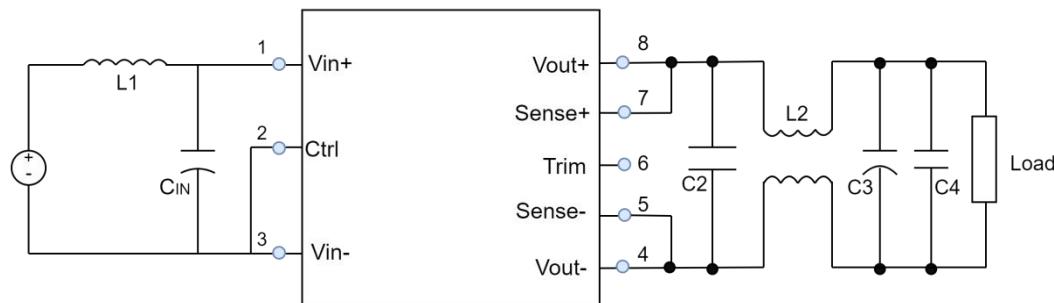 1
Vin+
L1
2
Ctrl
CIN
+
-
3
Vin-
8
Vout+
7
Sense+
L2
Trim
6
C2
C3
C4
Load
Sense-
5
Vout-
4